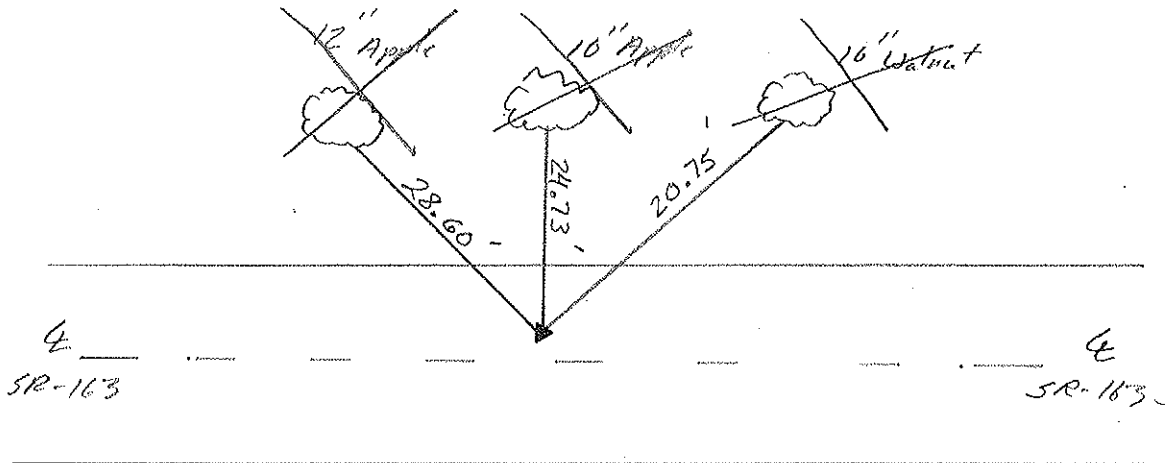 12" Apple
10" Apple
16" Walnut
28.60'
24.73'
20.75'
℄
℄
SR-163
SR-163